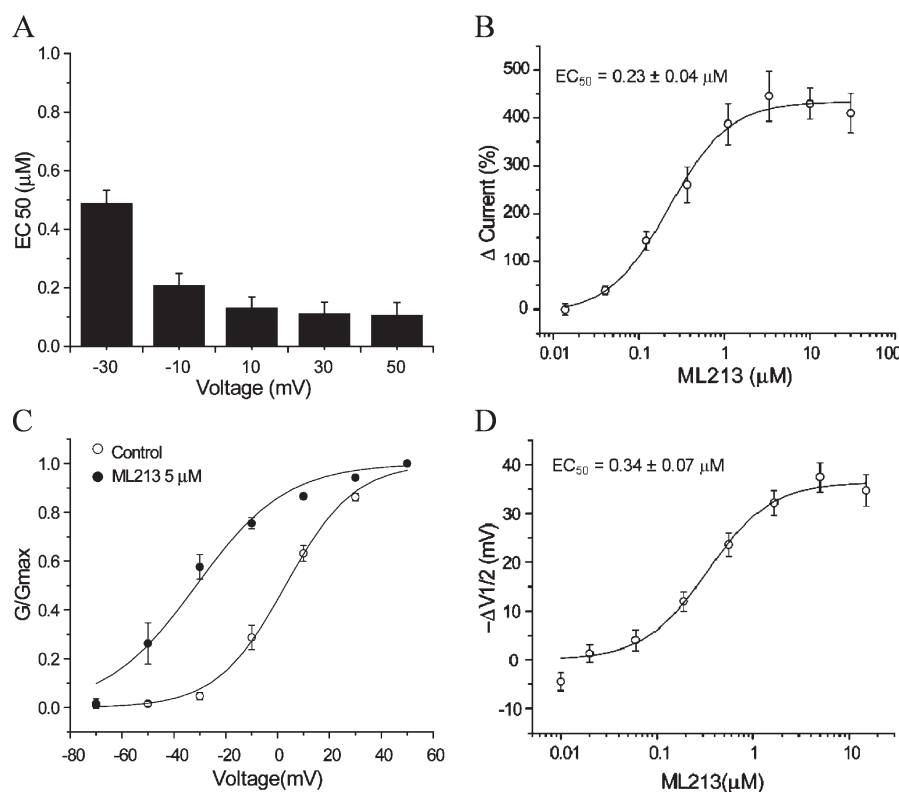 A
1.0
0.8
0.6
0.4
0.2
0.0
EC 50 (μM)
-30 -10 10 30 50
Voltage (mV)
B
EC₅₀ = 0.23 ± 0.04 μM
500
400
300
200
100
0
Δ Current (%)
0.01 0.1 1 10 100
ML213 (μM)
C
Control
ML213 5 μM
1.0
0.8
0.6
0.4
0.2
0.0
G/Gmax
-80 -60 -40 -20 0 20 40 60
Voltage(mV)
D
EC₅₀ = 0.34 ± 0.07 μM
40
30
20
10
0
-10
−ΔV1/2 (mV)
0.01 0.1 1 10
ML213(μM)